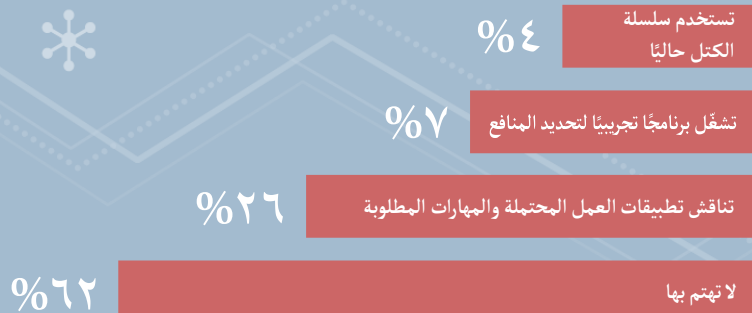 تستخدم سلسلة
الكتل حاليًا
%٤
تشغّل برنامجًا تجريبيًا لتحديد المنافع
%٧
تناقش تطبيقات العمل المحتملة والمهارات المطلوبة
%٢٦
لا تهتم بها
%٦٢